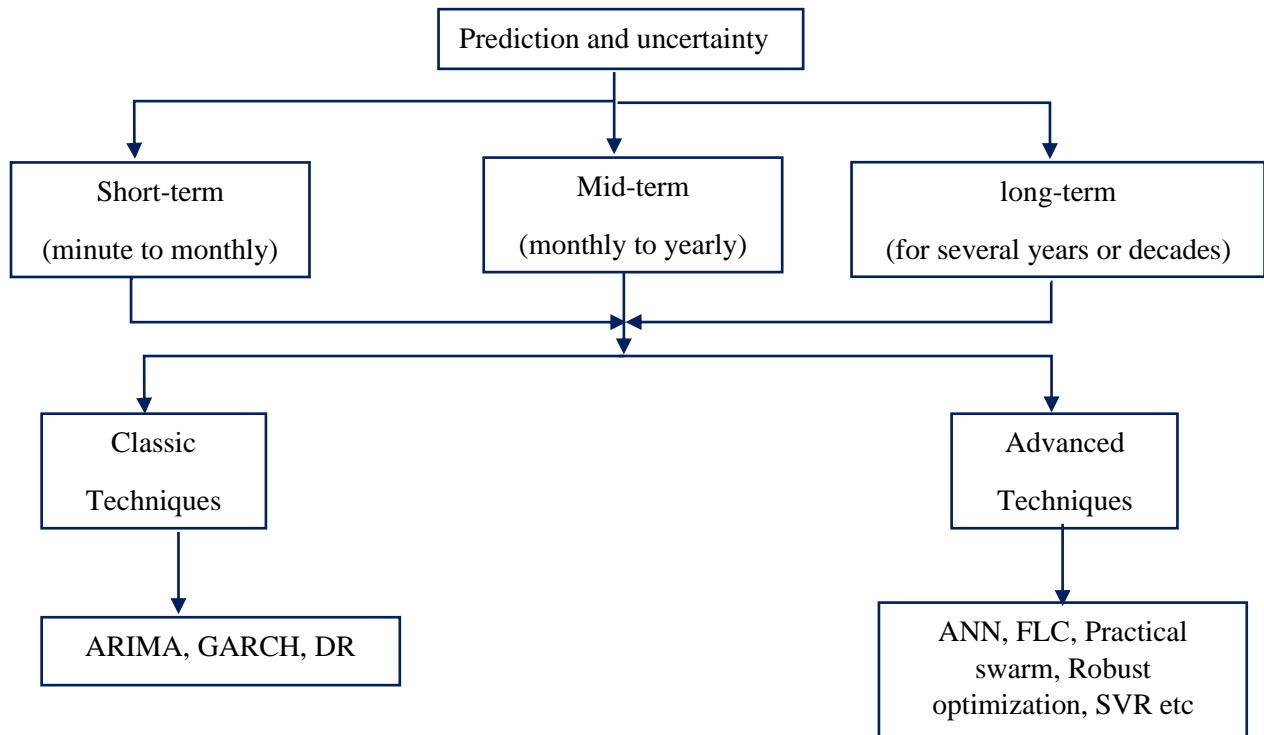 Prediction and uncertainty
Short-term
(minute to monthly)
Mid-term
(monthly to yearly)
long-term
(for several years or decades)
Classic
Techniques
Advanced
Techniques
ARIMA, GARCH, DR
ANN, FLC, Practical
swarm, Robust
optimization, SVR etc